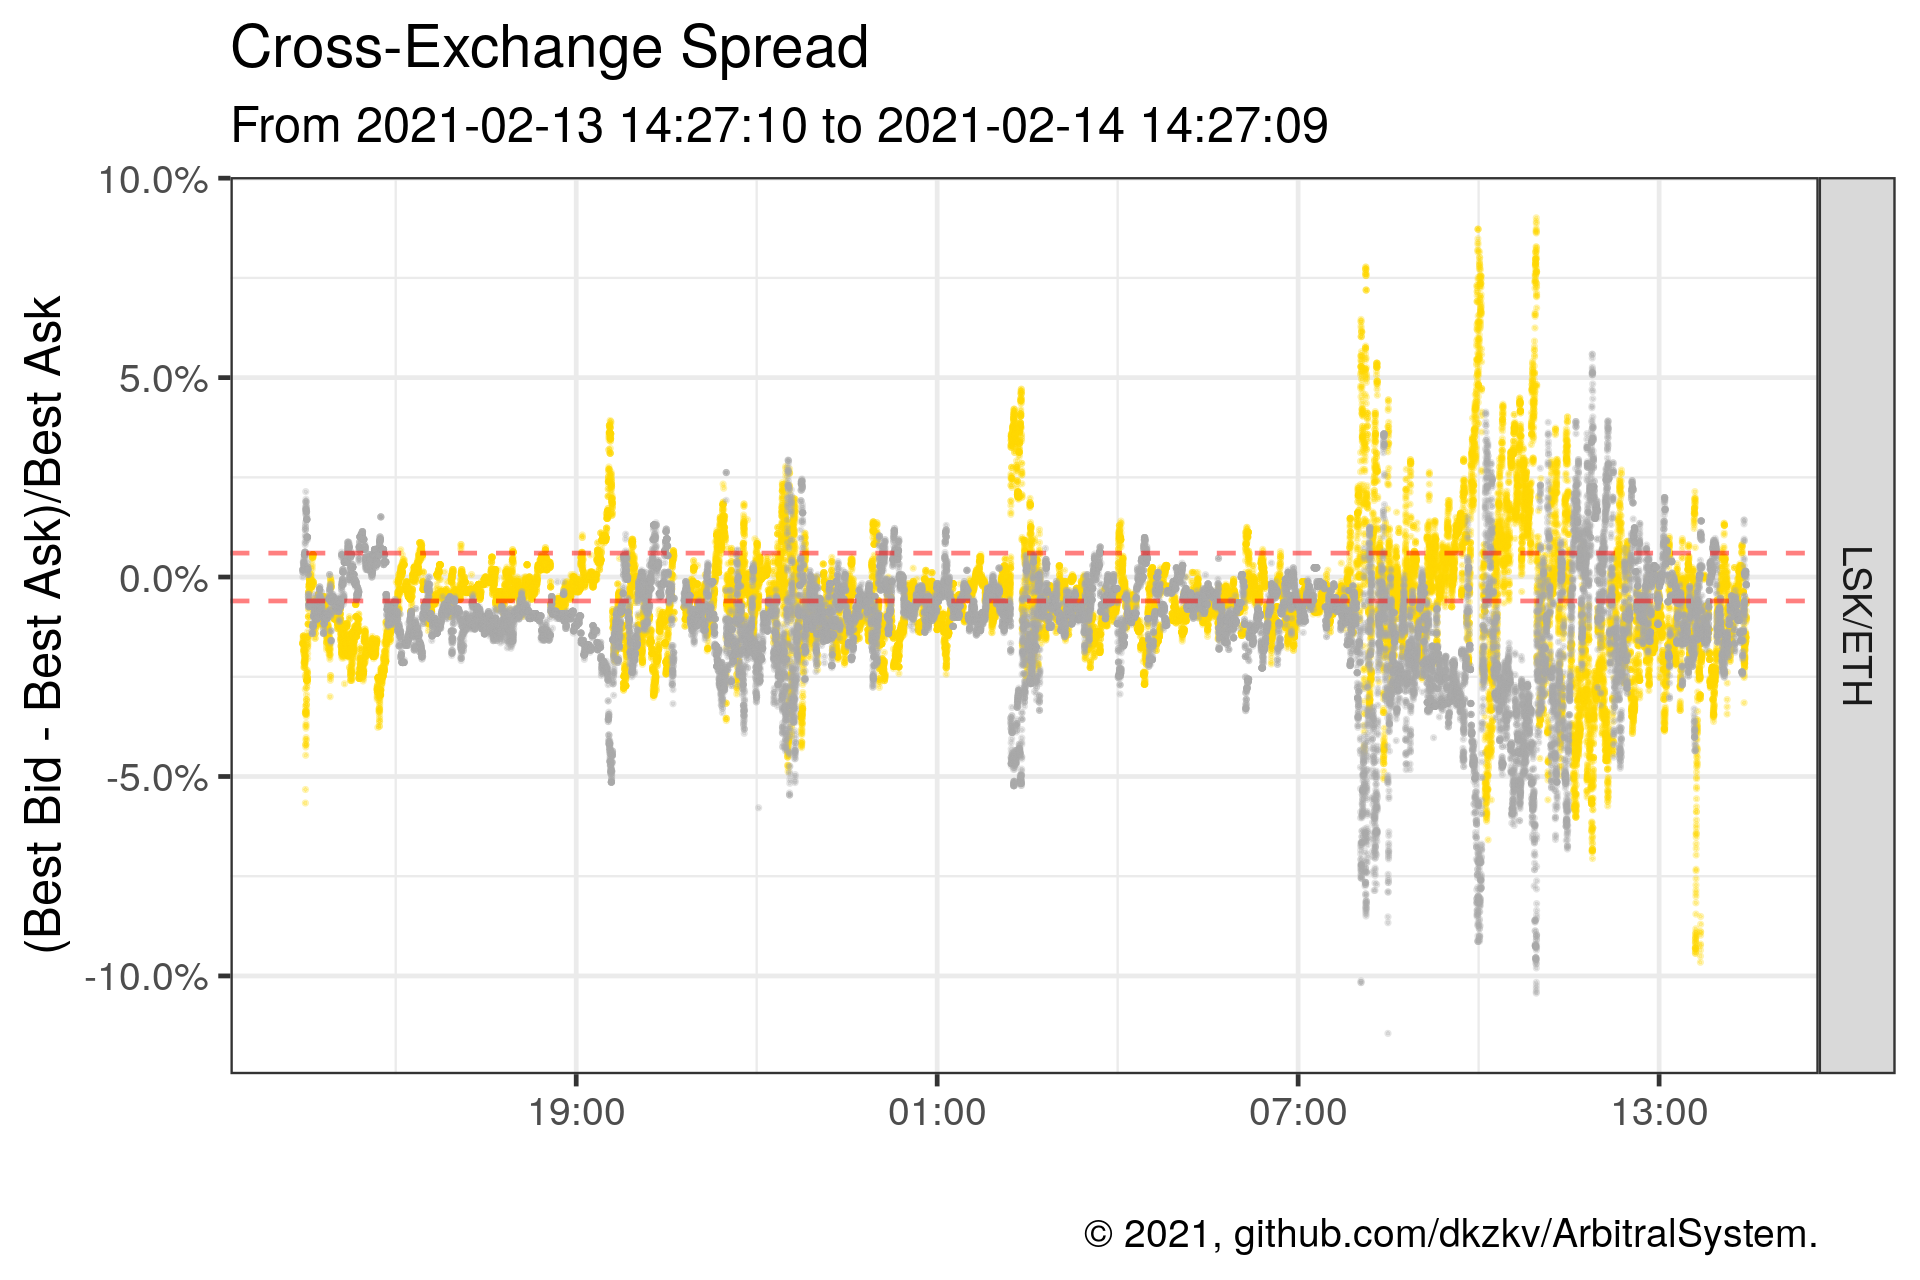 Cross-Exchange Spread
From 2021-02-13 14:27:10 to 2021-02-14 14:27:09
(Best Bid - Best Ask)/Best Ask
10.0%
5.0%
0.0%
-5.0%
-10.0%
LSK/ETH
19:00
01:00
07:00
13:00
© 2021, github.com/dkzkv/ArbitralSystem.